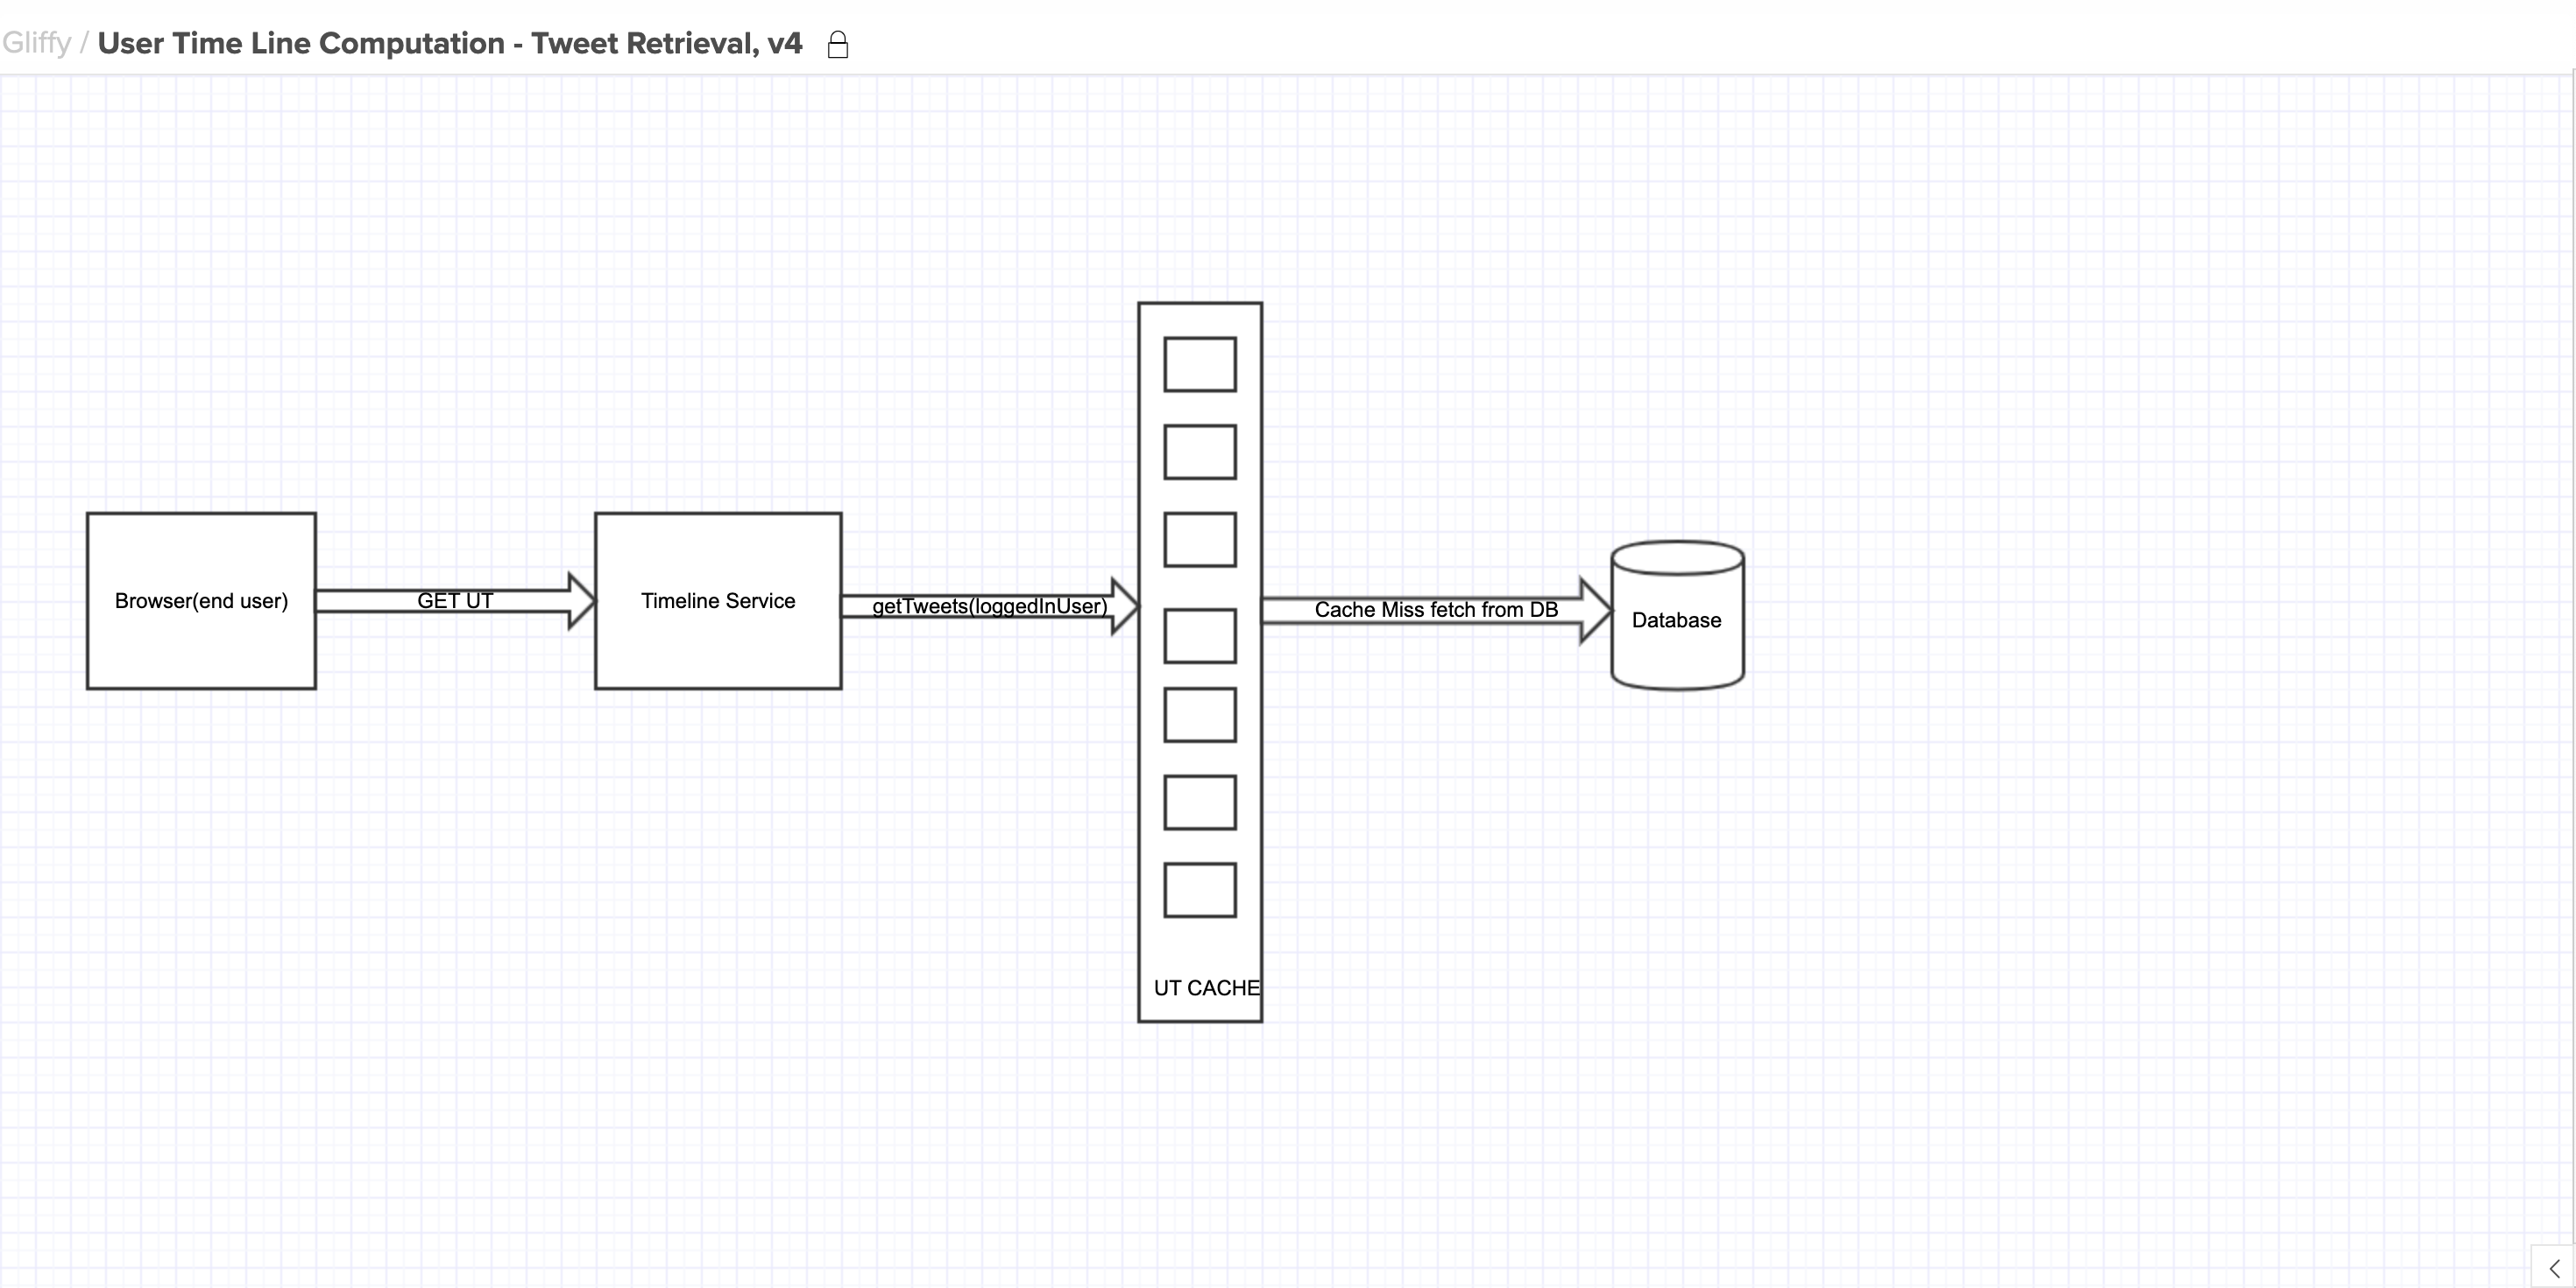 Gliffy / User Time Line Computation - Tweet Retrieval, v4
Browser(end user)
GET UT
Timeline Service
getTweets(loggedInUser)
Cache Miss fetch from DB
Database
UT CACHE